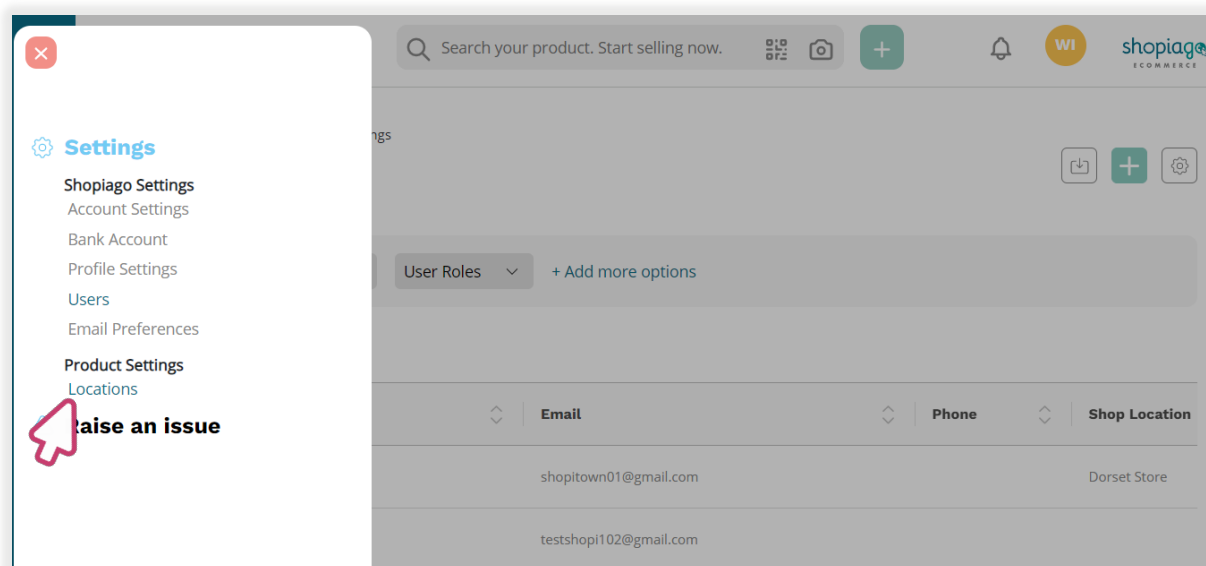 Search your product. Start selling now.
WI
shopiago
ECOMMERCE
Settings
Shopiago Settings
Account Settings
Bank Account
Profile Settings
Users
Email Preferences
Product Settings
Locations
Raise an issue
ngs
User Roles
+ Add more options
Email Phone Shop Location
shopitown01@gmail.com Dorset Store
testshopi102@gmail.com